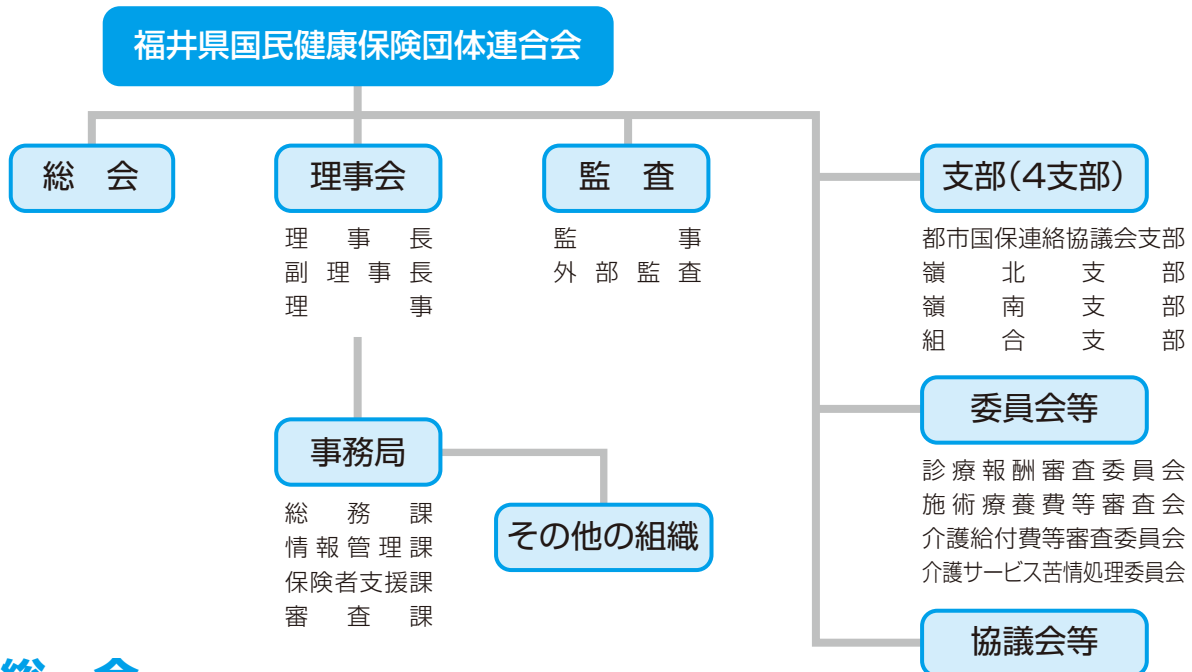 福井県国民健康保険団体連合会
総会
理事会
理事長
副理事長
理事
監査
監事
外部監査
事務局
総務課
情報管理課
保険者支援課
審査課
その他の組織
支部(4支部)
都市国保連絡協議会支部
嶺北支部
嶺南支部
組合支部
委員会等
診療報酬審査委員会
施術療養費等審査会
介護給付費等審査委員会
介護サービス苦情処理委員会
協議会等
総会